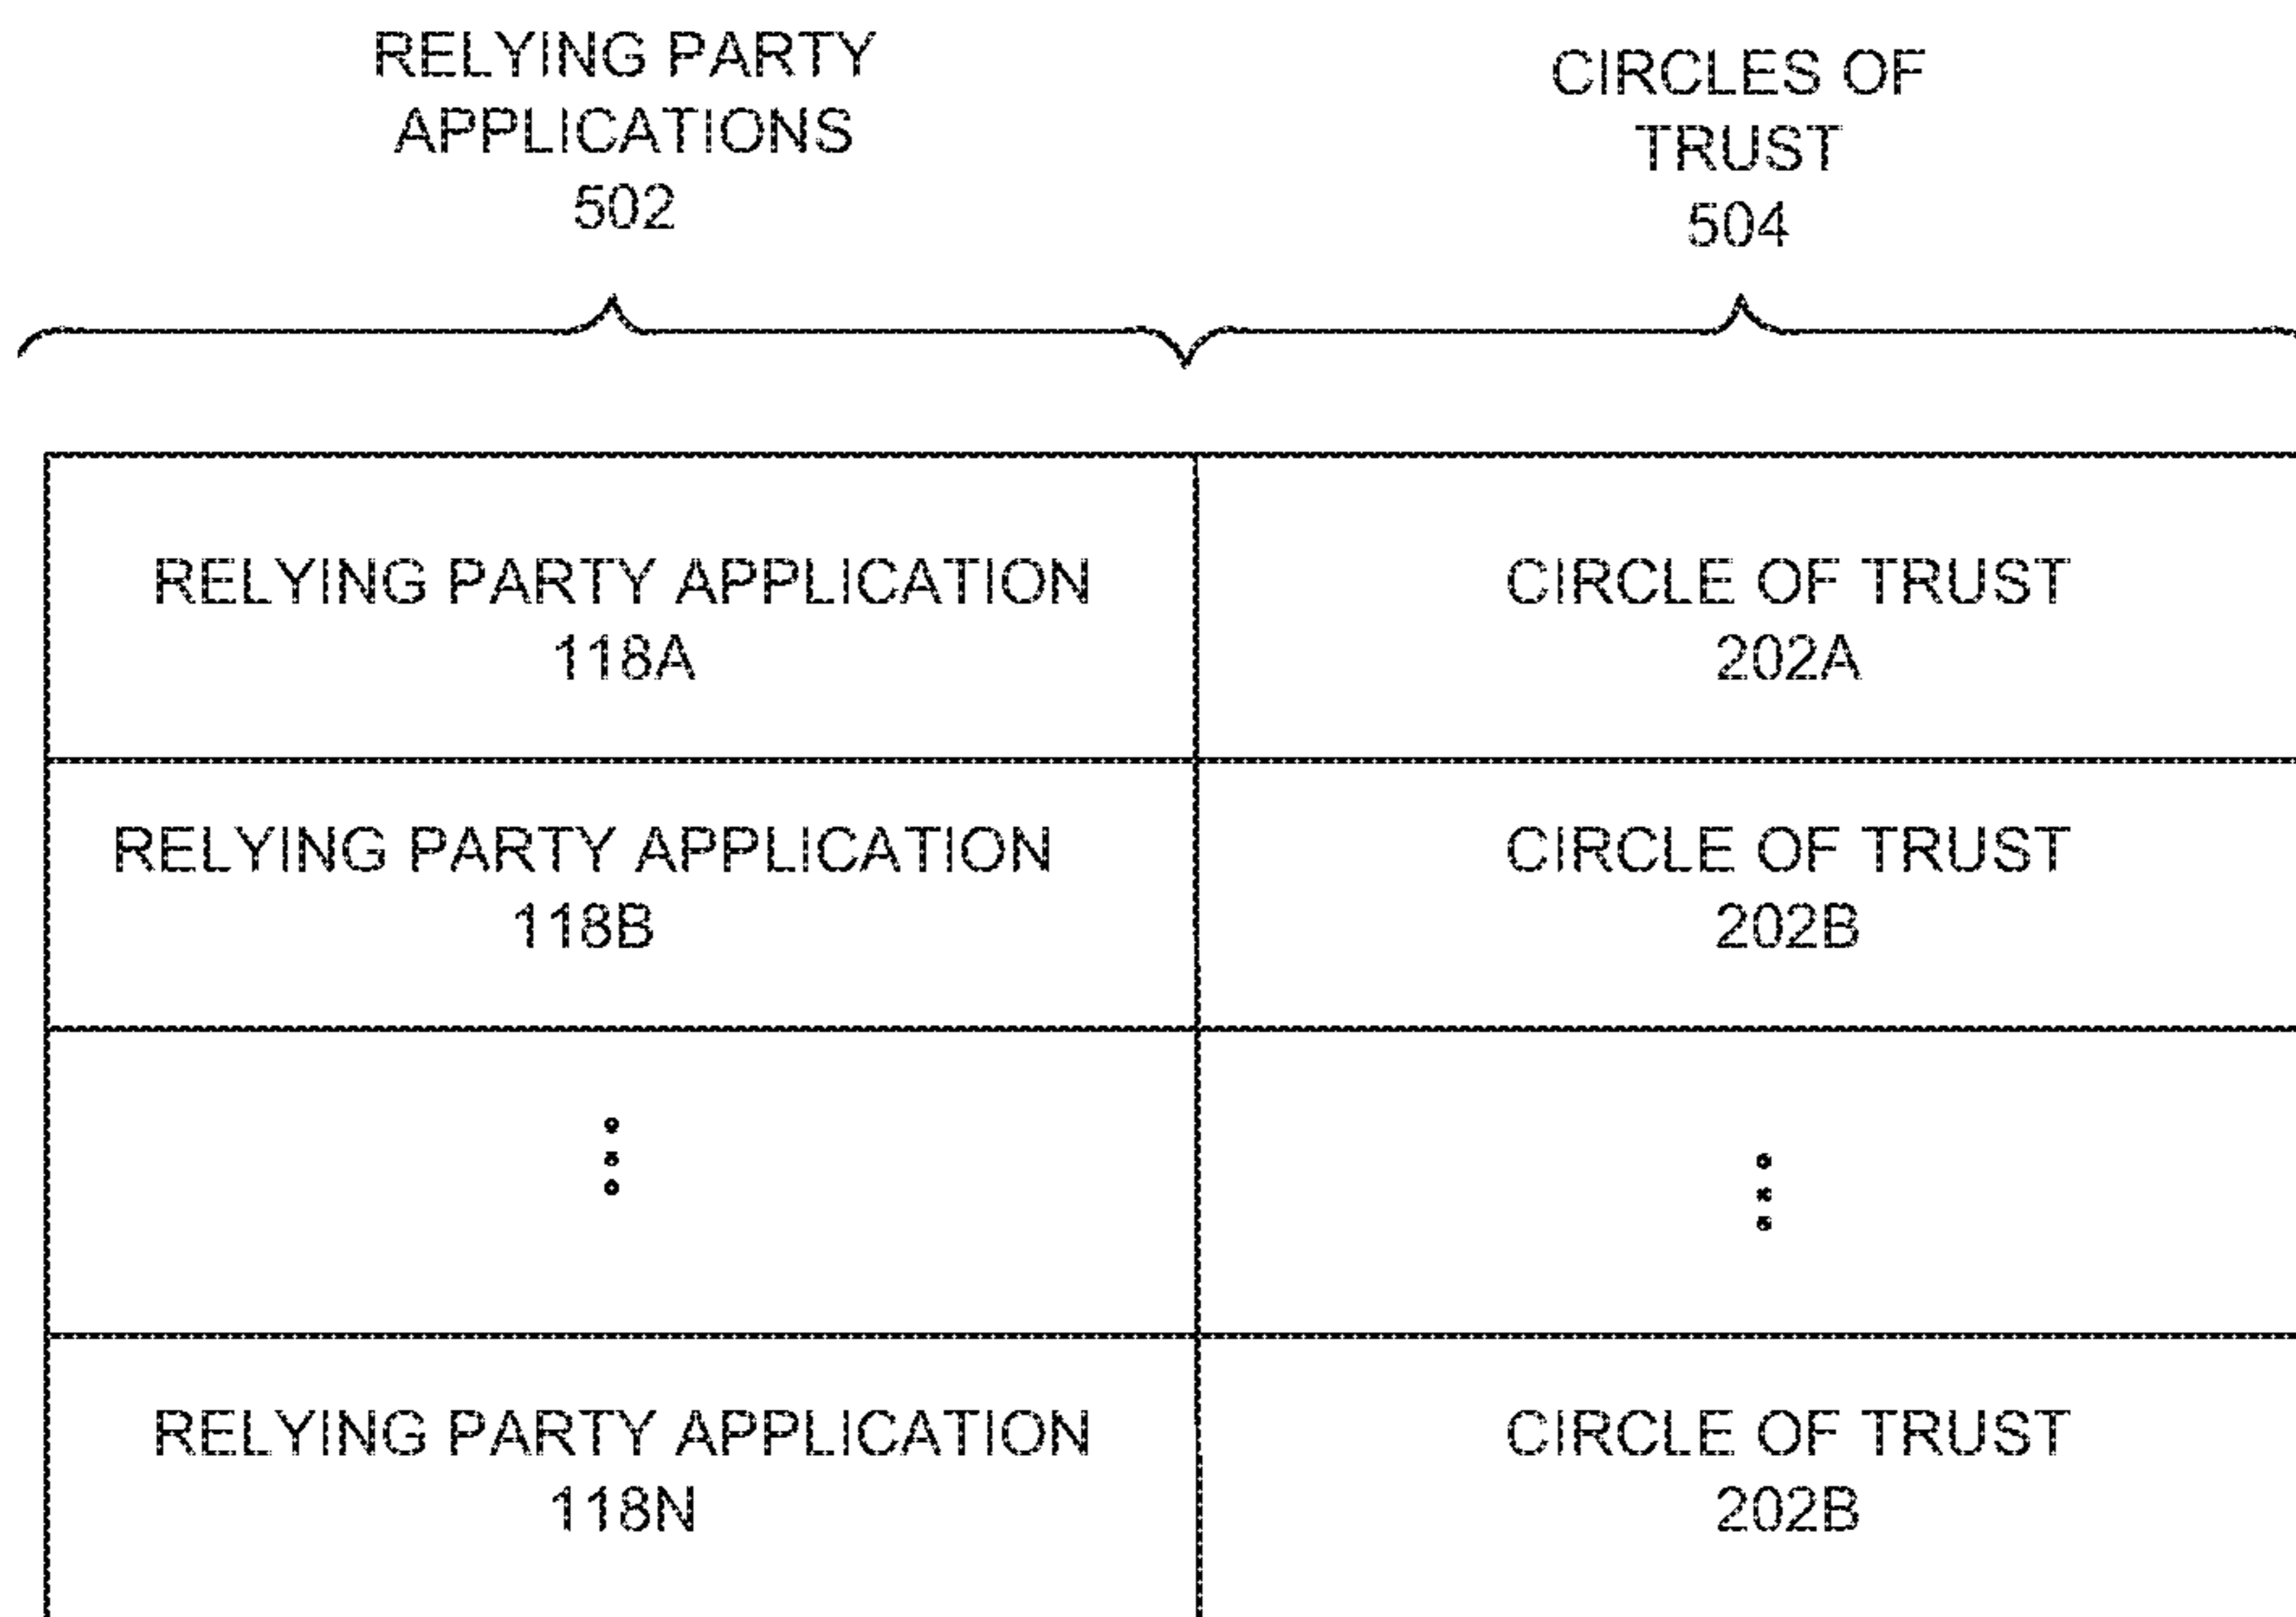 RELYING PARTY
APPLICATIONS
502
CIRCLES OF
TRUST
504
RELYING PARTY APPLICATION
118A
CIRCLE OF TRUST
202A
RELYING PARTY APPLICATION
118B
CIRCLE OF TRUST
202B
RELYING PARTY APPLICATION
118N
CIRCLE OF TRUST
202B